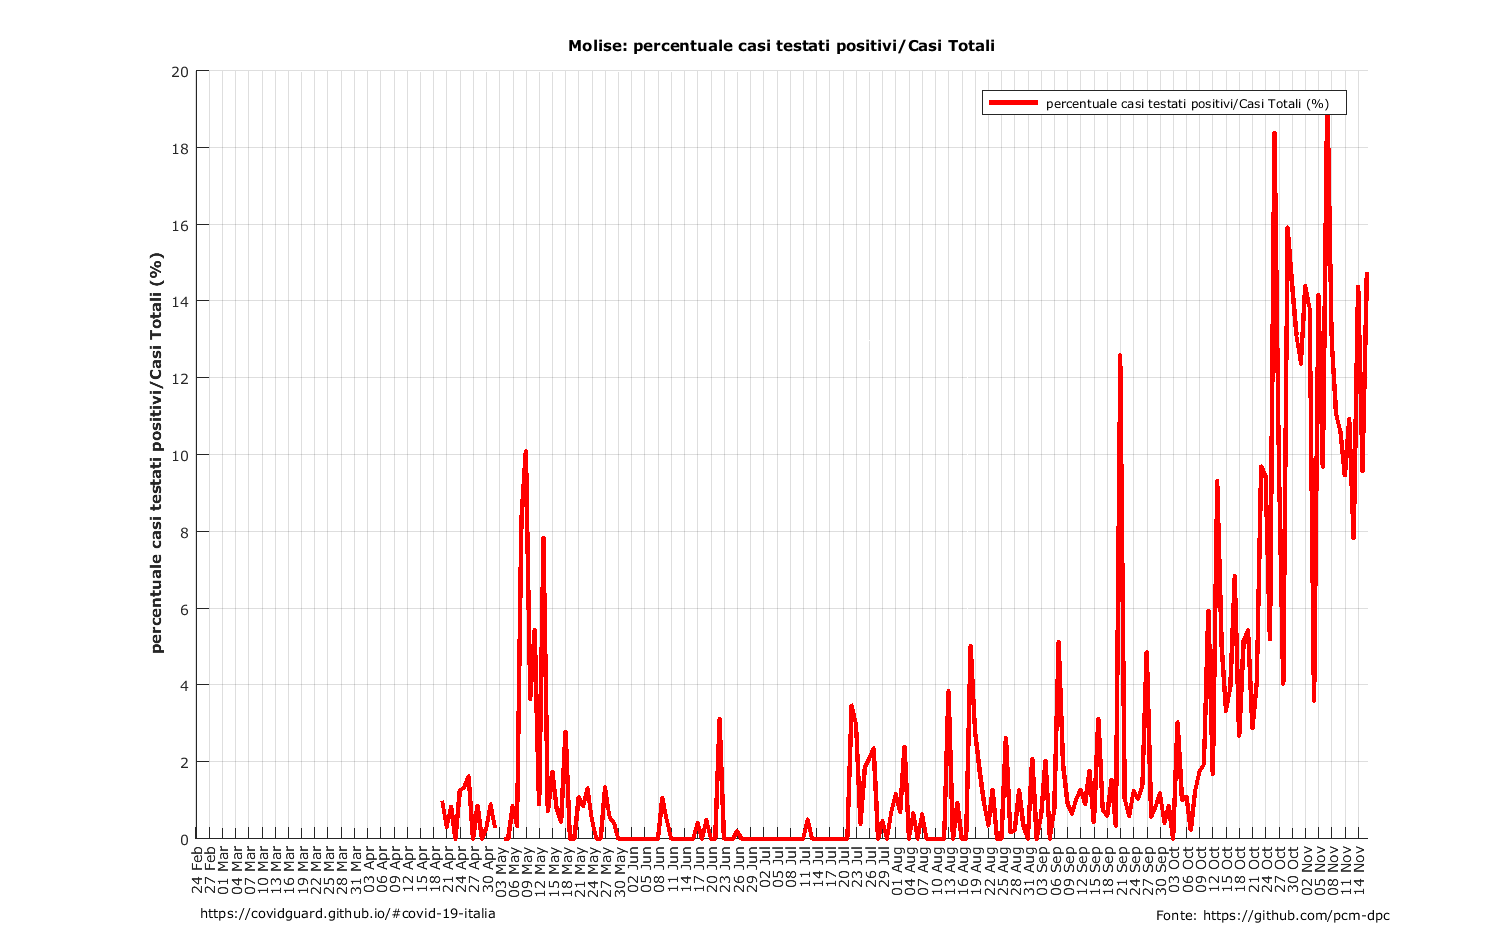 Molise: percentuale casi testati positivi/Casi Totali
percentuale casi testati positivi/Casi Totali (%)
percentuale casi testati positivi/Casi Totali (%)
20
18
16
14
12
10
8
6
4
2
0
24 Feb
27 Feb
01 Mar
04 Mar
07 Mar
10 Mar
13 Mar
16 Mar
19 Mar
22 Mar
25 Mar
28 Mar
31 Mar
03 Apr
06 Apr
09 Apr
12 Apr
15 Apr
18 Apr
21 Apr
24 Apr
27 Apr
30 Apr
03 May
06 May
09 May
12 May
15 May
18 May
21 May
24 May
27 May
30 May
02 Jun
05 Jun
08 Jun
11 Jun
14 Jun
17 Jun
20 Jun
23 Jun
26 Jun
29 Jun
02 Jul
05 Jul
08 Jul
11 Jul
14 Jul
17 Jul
20 Jul
23 Jul
26 Jul
29 Jul
01 Aug
04 Aug
07 Aug
10 Aug
13 Aug
16 Aug
19 Aug
22 Aug
25 Aug
28 Aug
31 Aug
03 Sep
06 Sep
09 Sep
12 Sep
15 Sep
18 Sep
21 Sep
24 Sep
27 Sep
30 Sep
03 Oct
06 Oct
09 Oct
12 Oct
15 Oct
18 Oct
21 Oct
24 Oct
27 Oct
30 Oct
02 Nov
05 Nov
08 Nov
11 Nov
14 Nov
https://covidguard.github.io/#covid-19-italia
Fonte: https://github.com/pcm-dpc